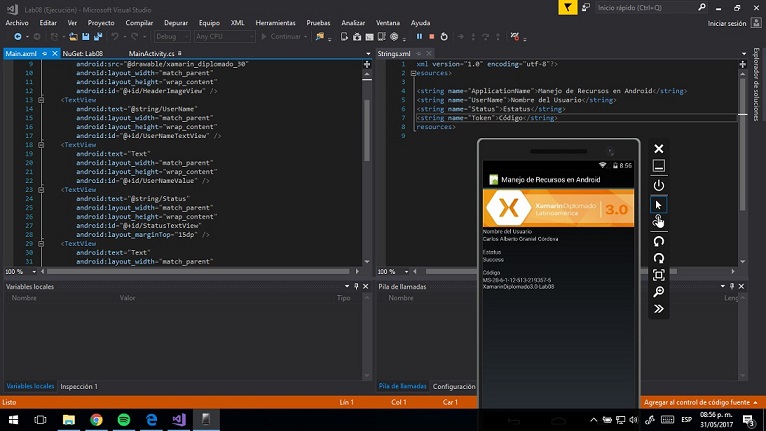 Lab08 (Ejecución) - Microsoft Visual Studio
Inicio rápido (Ctrl+Q)
Archivo Editar Ver Proyecto Compilar Depurar Equipo XML Herramientas Prueba Analizar Ventana Ayuda
Iniciar sesión
Debug Any CPU Continuar
Main.axml NuGet: Lab08 MainActivity.cs
9 android:src="@drawable/xamarin_diplomado_30"
10 android:layout_width="match_parent"
11 android:layout_height="wrap_content"
12 android:id="@+id/HeaderImageView" />
13 <TextView
14 android:text="@string/UserName"
15 android:layout_width="match_parent"
16 android:layout_height="wrap_content"
17 android:id="@+id/UserNameTextView" />
18 <TextView
19 android:text="Text"
20 android:layout_width="match_parent"
21 android:layout_height="wrap_content"
22 android:id="@+id/UserNameValue" />
23 <TextView
24 android:text="@string/Status"
25 android:layout_width="match_parent"
26 android:layout_height="wrap_content"
27 android:id="@+id/StatusTextView"
28 android:layout_marginTop="15dp" />
29 <TextView
30 android:text="Text"
31 android:layout_width="match_parent"
100 %
Strings.xml
1 xml version="1.0" encoding="utf-8"?>
2 esources>
3
4 <string name="ApplicationName">Manejo de Recursos en Android</string>
5 <string name="UserName">Nombre del Usuario</string>
6 <string name="Status">Estatus</string>
7 <string name="Token">Código</string>
8 resources>
9
100 %
Explorador de soluciones
8:56
Manejo de Recursos en Android
XamarinDiplomado
Latinoamérica
3.0
Nombre del Usuario
Carlos Alberto Graniel Córdova
Estatus
Success
Código
MS-28-6-1-12-513-219357-5
XamarinDiplomado3.0-Lab08
Variables locales
Nombre Valor Tipo
Variables locales Inspección 1
Pila de llamadas
Nombre Leng
Pila de llamadas Configuración
Listo Lín 1 Col 1 Car 1 Agregar al control de código fuente
ESP
08:56 p. m.
31/05/2017
3